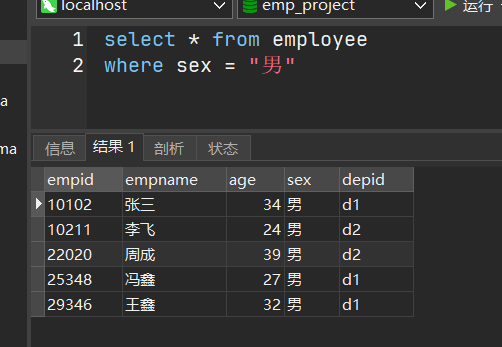 localhost emp_project 运行
1 select * from employee
2 where sex = "男"
a
ma
信息 结果 1 剖析 状态
empid empname age sex depid
10102 张三 34 男 d1
10211 李飞 24 男 d2
22020 周成 39 男 d2
25348 冯鑫 27 男 d1
29346 王鑫 32 男 d1